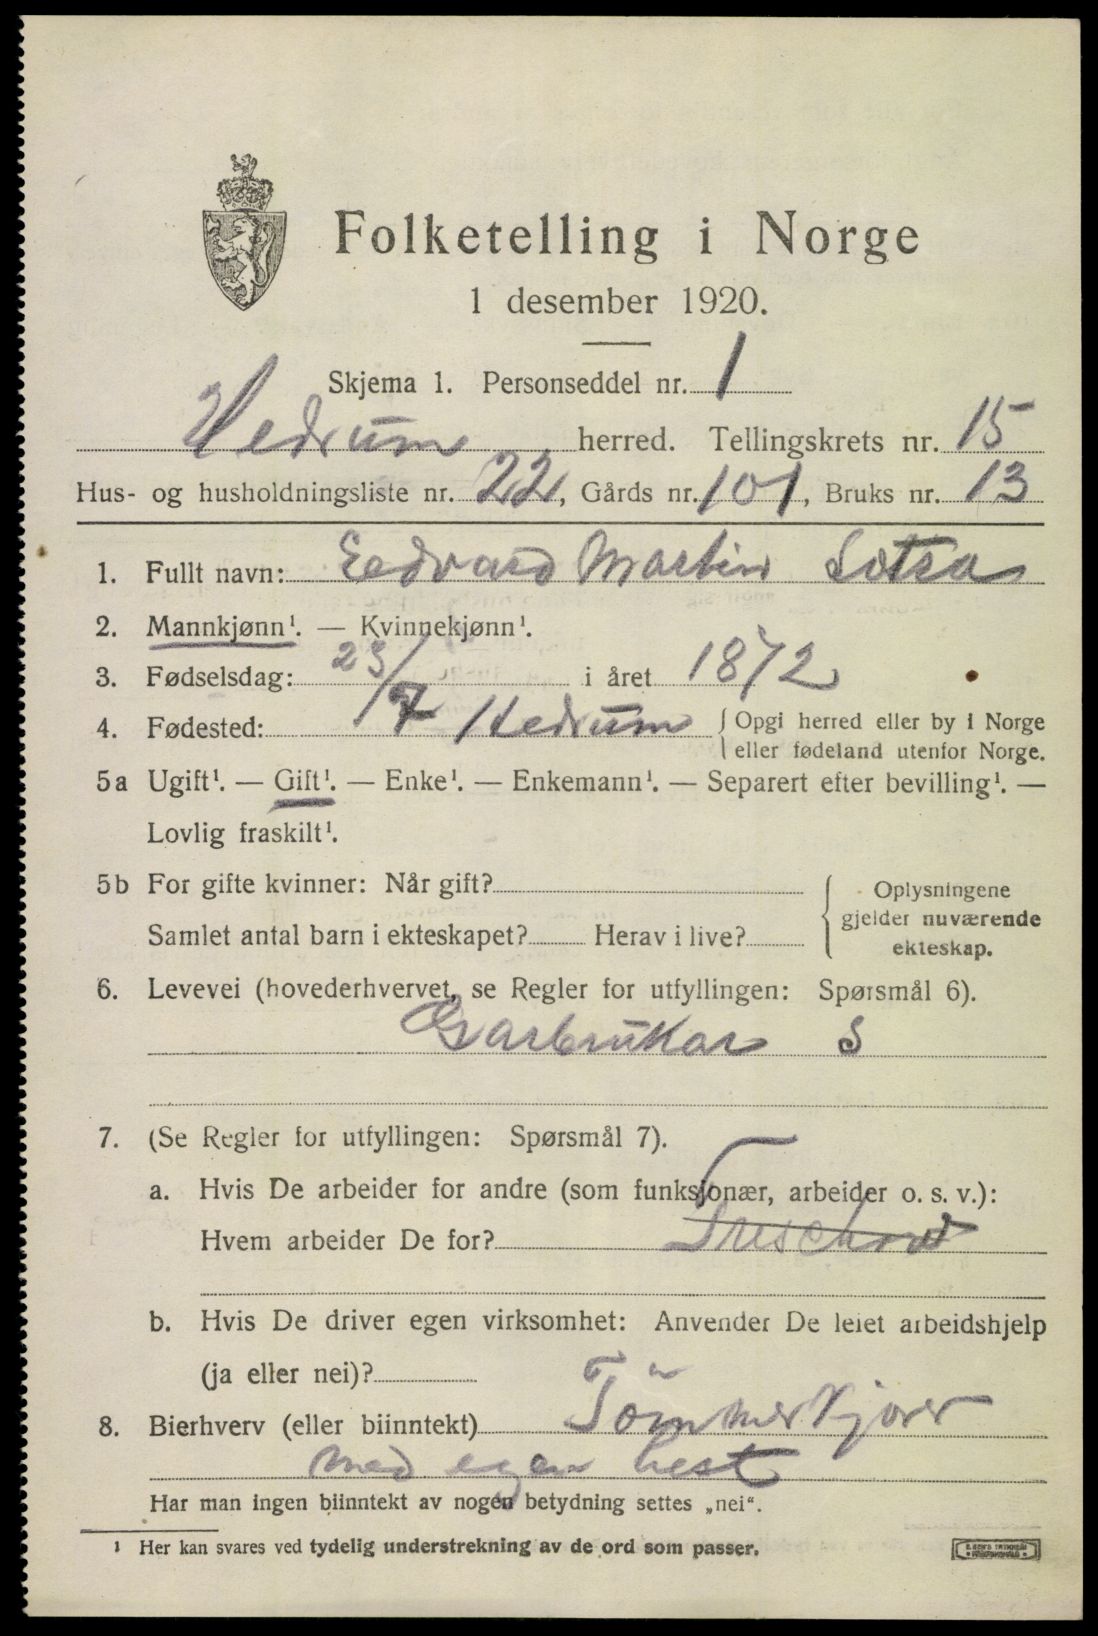 Folketelling i Norge
1 desember 1920.
Skjema 1. Personseddel nr. 1
Hedrum herred. Tellingskrets nr. 15
Hus- og husholdningsliste nr. 22, Gårds nr. 101, Bruks nr. 13
1. Fullt navn: Eedvard Martin
2. Mannkjønn¹. — Kvinnekjønn¹.
3. Fødselsdag: 23/7 i året 1872
4. Fødested: Hedrum { Opgi herred eller by i Norge
eller fødeland utenfor Norge.
5a Ugift¹. — Gift¹. — Enke¹. — Enkemann¹. — Separert efter bevilling¹. —
Lovlig fraskilt¹.
5b For gifte kvinner: Når gift?
Samlet antal barn i ekteskapet? Herav i live?
{ Oplysningene
gjelder nuværende
ekteskap.
6. Levevei (hovederhvervet, se Regler for utfyllingen: Spørsmål 6).
Garbrukar S
7. (Se Regler for utfyllingen: Spørsmål 7).
a. Hvis De arbeider for andre (som funksjonær, arbeider o. s. v.):
Hvem arbeider De for? Treschow
b. Hvis De driver egen virksomhet: Anvender De leiet arbeidshjelp
(ja eller nei)?
8. Bierhverv (eller biinntekt) Tömmerkjører
med egen hest
Har man ingen biinntekt av nogen betydning settes „nei“.
¹ Her kan svares ved tydelig understrekning av de ord som passer.